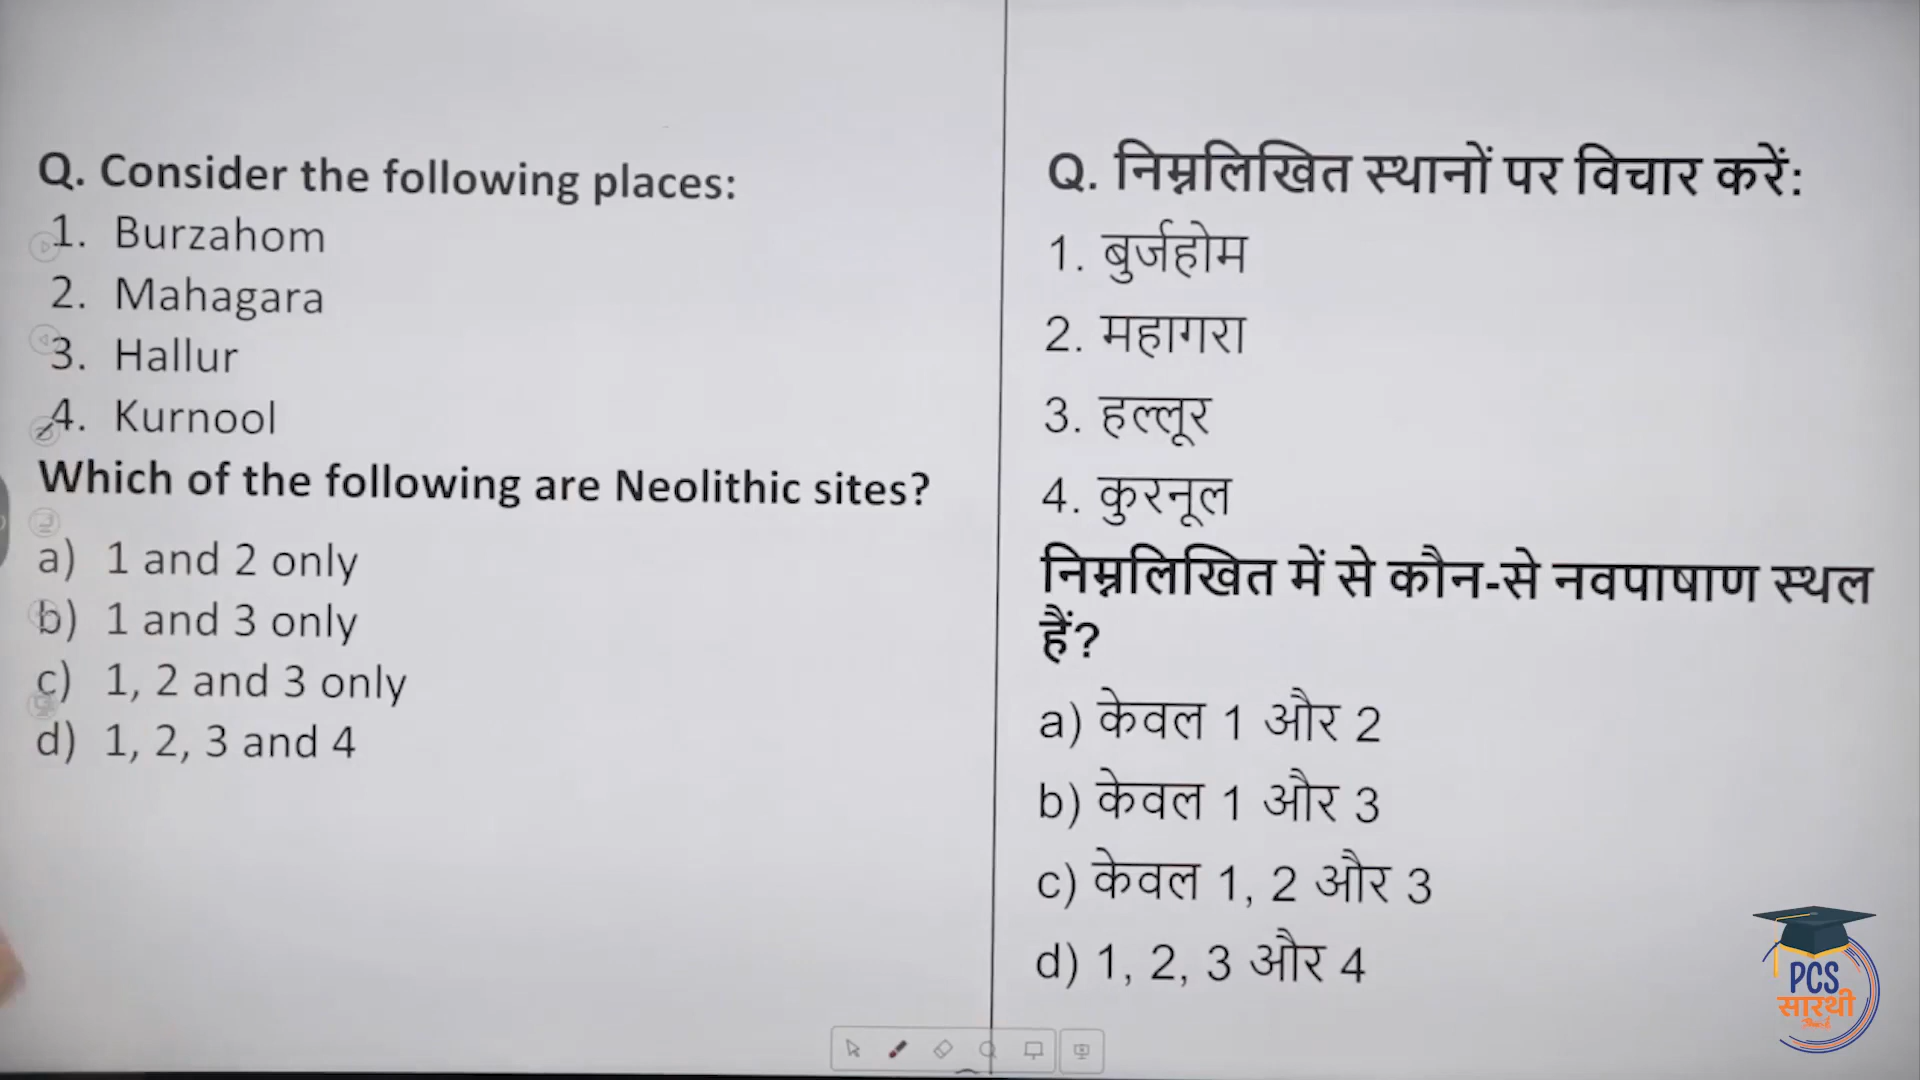 Q. Consider the following places:
1. Burzahom
2. Mahagara
3. Hallur
4. Kurnool
Which of the following are Neolithic sites?
a) 1 and 2 only
b) 1 and 3 only
c) 1, 2 and 3 only
d) 1, 2, 3 and 4
Q. निम्नलिखित स्थानों पर विचार करें:
1. बुर्जहोम
2. महागरा
3. हल्लूर
4. कुरनूल
निम्नलिखित में से कौन-से नवपाषाण स्थल
हैं?
a) केवल 1 और 2
b) केवल 1 और 3
c) केवल 1, 2 और 3
d) 1, 2, 3 और 4
PCS
सारथी